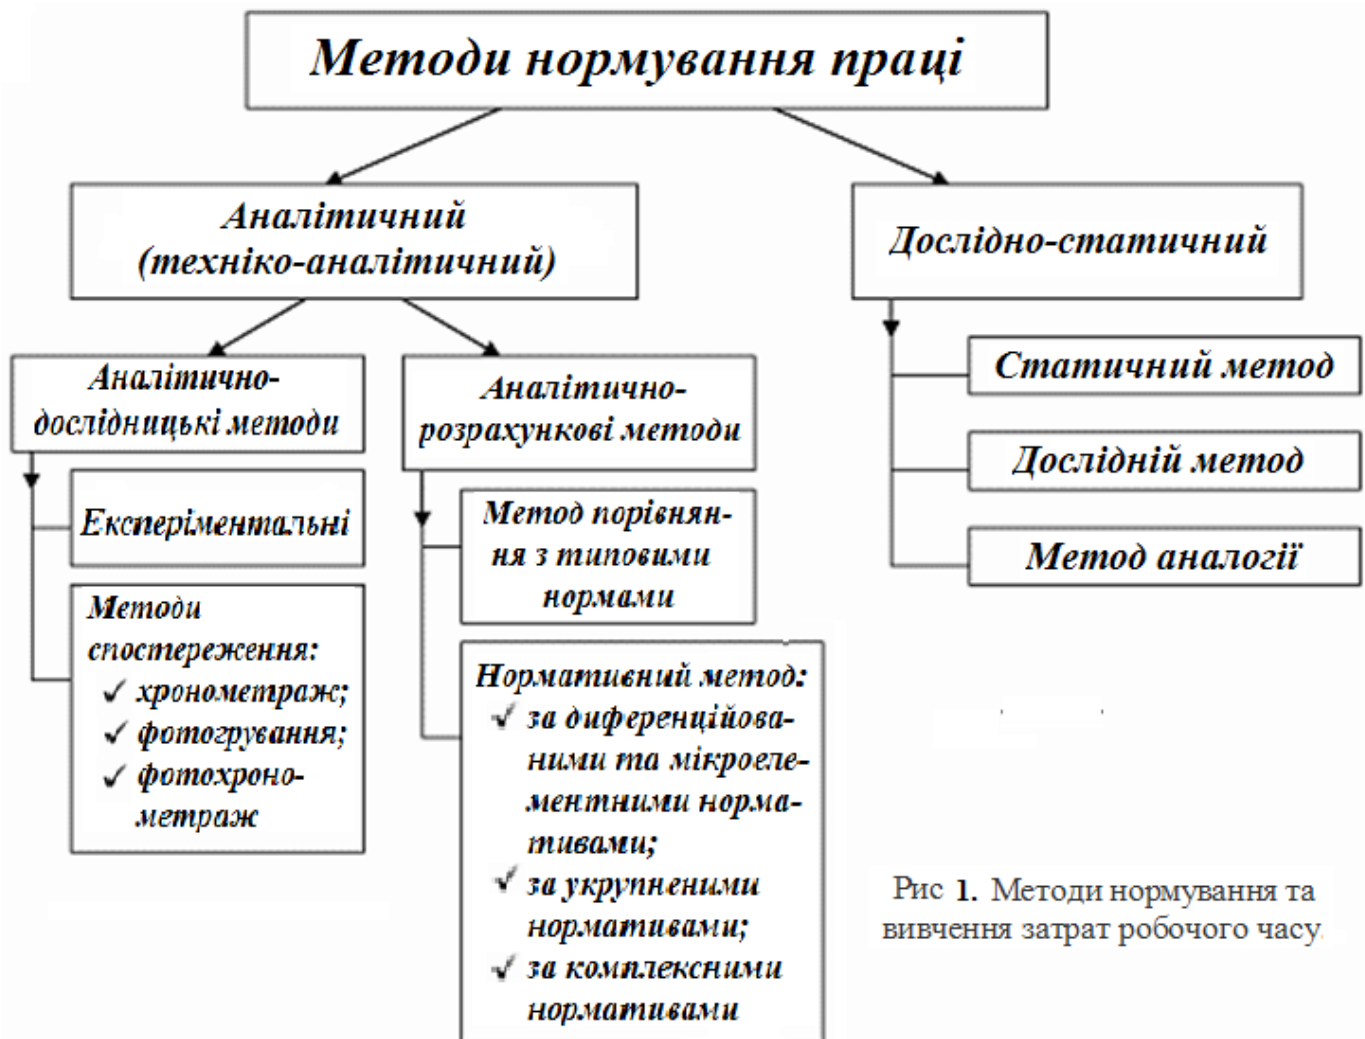 Методи нормування праці
Аналітичний
(техніко-аналітичний)
Дослідно-статичний
Аналітично-
дослідницькі методи
Експеріментальні
Методи
спостереження:
✓ хронометраж;
✓ фотогрування;
✓ фотохроно-
метраж
Аналітично-
розрахункові методи
Метод порівнян-
ня з типовими
нормами
Нормативний метод:
✓ за диференційова-
ними та мікроеле-
ментними норма-
тивами;
✓ за укрупненими
нормативами;
✓ за комплексними
нормативами
Статичний метод
Дослідній метод
Метод аналогії
Рис 1. Методи нормування та
вивчення затрат робочого часу.